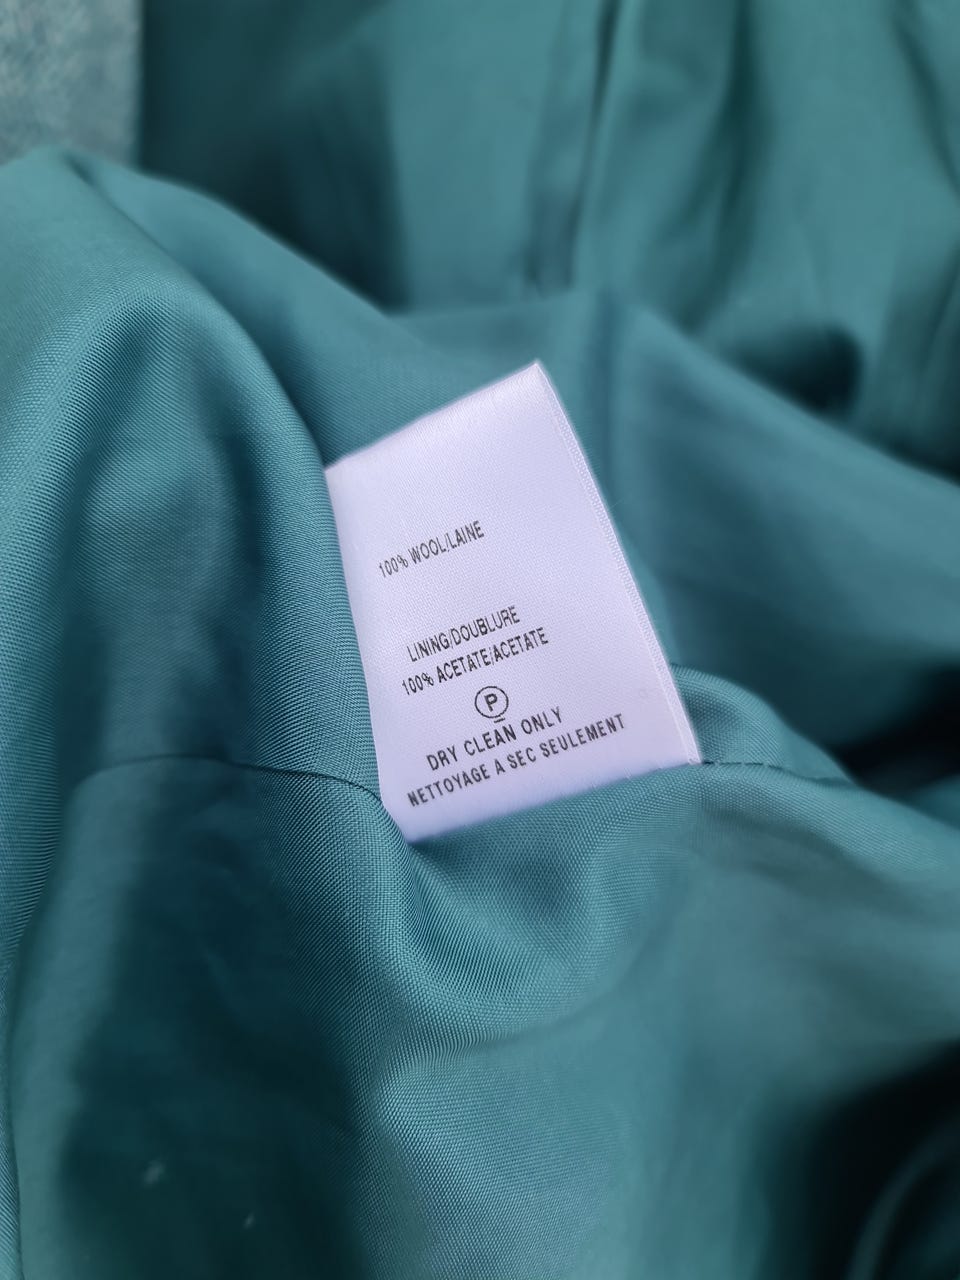 100% WOOL/LAINE
LINING/DOUBLURE
100% ACETATE/ACETATE
P
DRY CLEAN ONLY
NETTOYAGE A SEC SEULEMENT